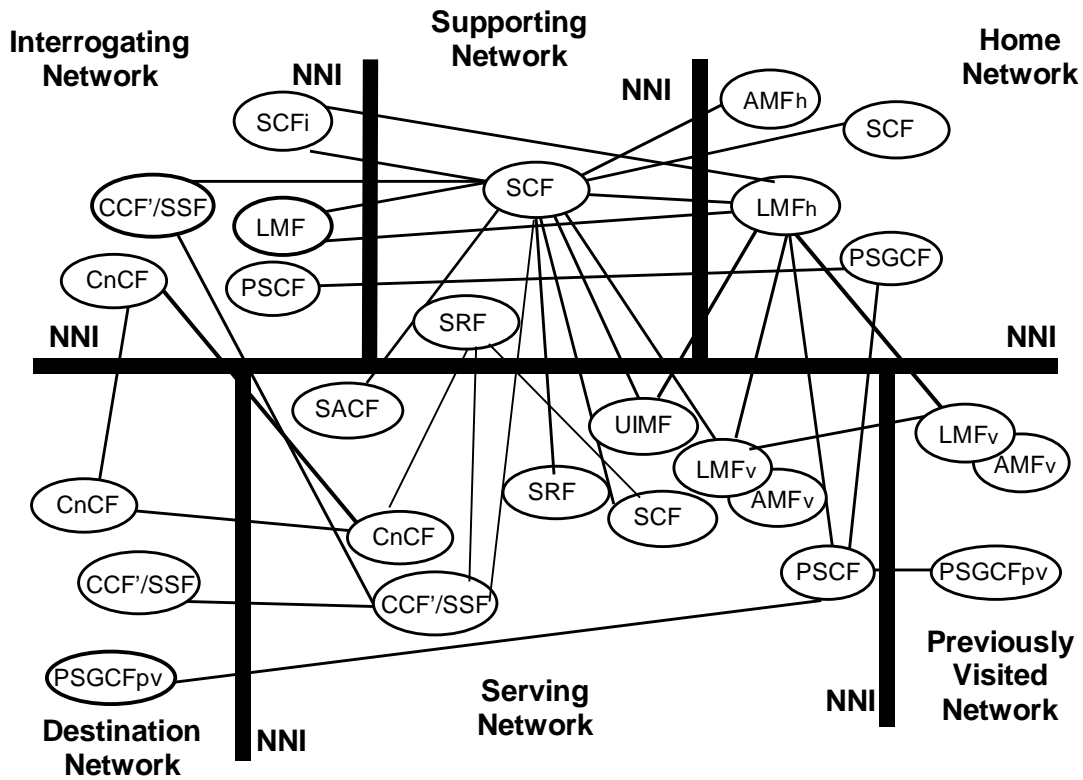 Interrogating
Network
NNI
Supporting
Network
NNI
Home
Network
SCFi
AMFh
SCF
CCF'/SSF
SCF
LMF
LMFh
CnCF
PSCF
PSGCF
SRF
NNI
NNI
SACF
UIMF
LMFv
AMFv
LMFv
AMFv
CnCF
SRF
SCF
CnCF
CCF'/SSF
CCF'/SSF
PSCF
PSGCFpv
PSGCFpv
Destination
Network
NNI
Serving
Network
NNI
Previously
Visited
Network